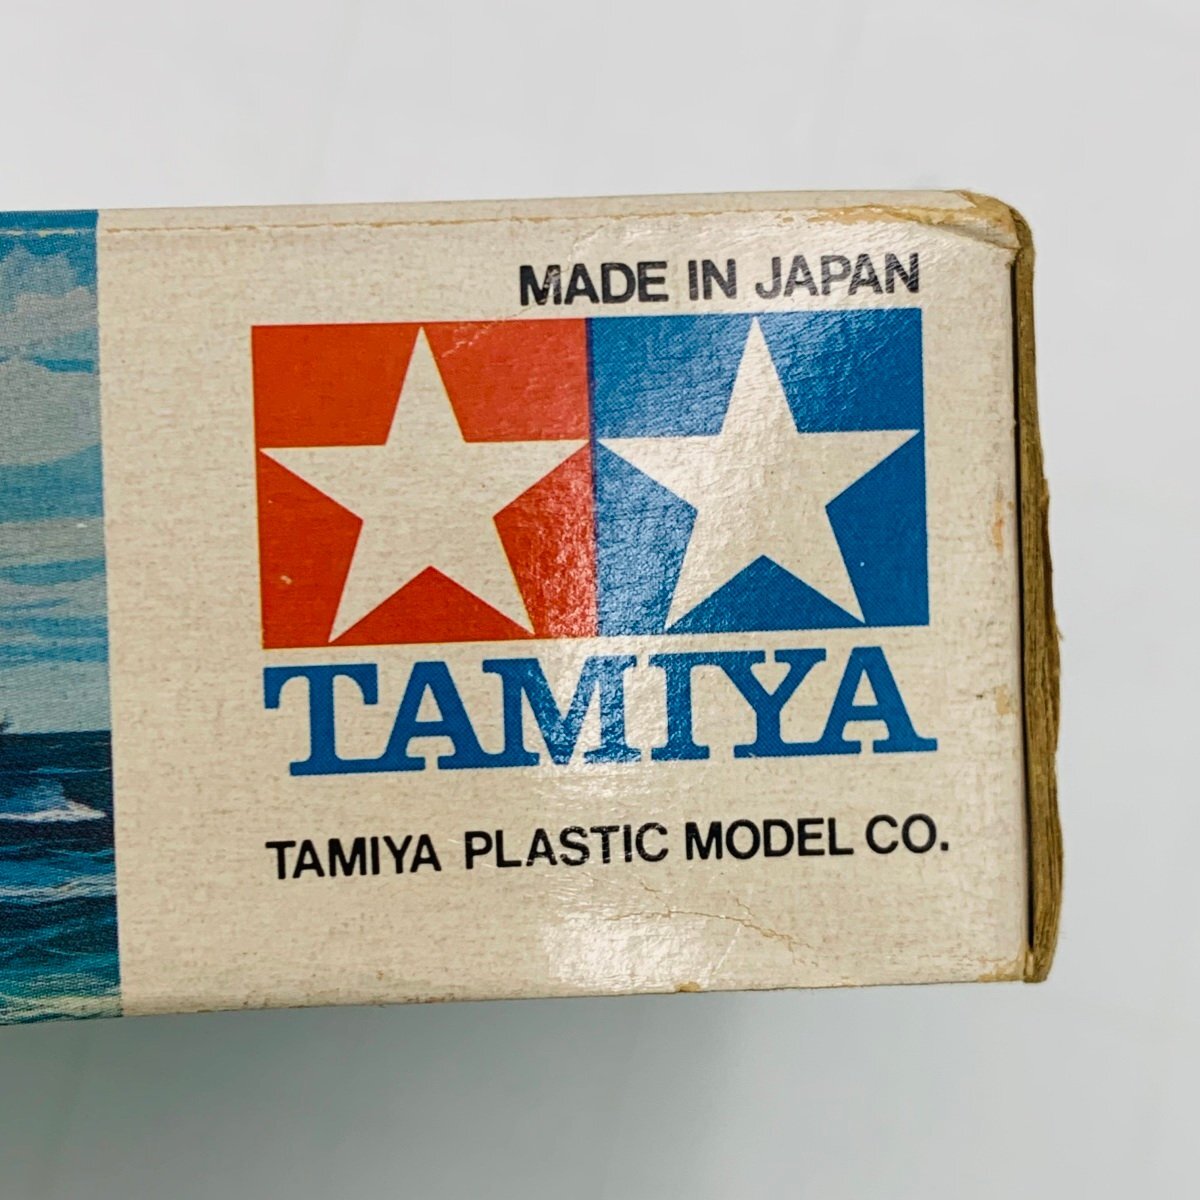 MADE IN JAPAN
TAMIYA
TAMIYA PLASTIC MODEL CO.